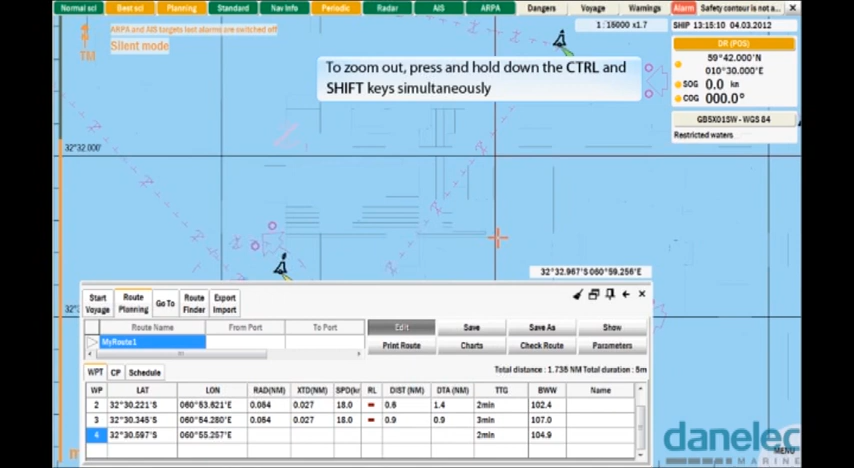 Normal scl Best scl Planning Standard Nav Info Periodic Radar AIS ARPA Dangers Voyage Warnings Alarm Safety contour is not a...
ARPA and AIS targets lost alarms are switched off
Silent mode
TM
1:15000 x1.7
SHIP 13:15:10 04.03.2012
DR (POS)
59°42.000'N
010°30.000'E
SOG 0.0 kn
COG 000.0°
GB5X01SW - WGS 84
Restricted waters
To zoom out, press and hold down the CTRL and
SHIFT keys simultaneously
32°32.000'
32°32.967'S 060°59.256'E
Start Voyage Route Planning Go To Route Finder Export Import
Route Name From Port To Port Edit Save Save As Show
MyRoute1 Print Route Charts Check Route Parameters
WPT CP Schedule Total distance : 1.735 NM Total duration : 5m
WP LAT LON RAD(NM) XTD(NM) SPD(kr RL DIST (NM) DTA (NM) TTG BWW Name
2 32°30.221'S 060°53.621'E 0.054 0.027 18.0 0.6 1.4 2min 102.4
3 32°30.345'S 060°54.280'E 0.054 0.027 18.0 0.9 0.9 3min 107.0
4 32°30.597'S 060°55.257'E 2min 104.9
danelec
MARINE
MENU